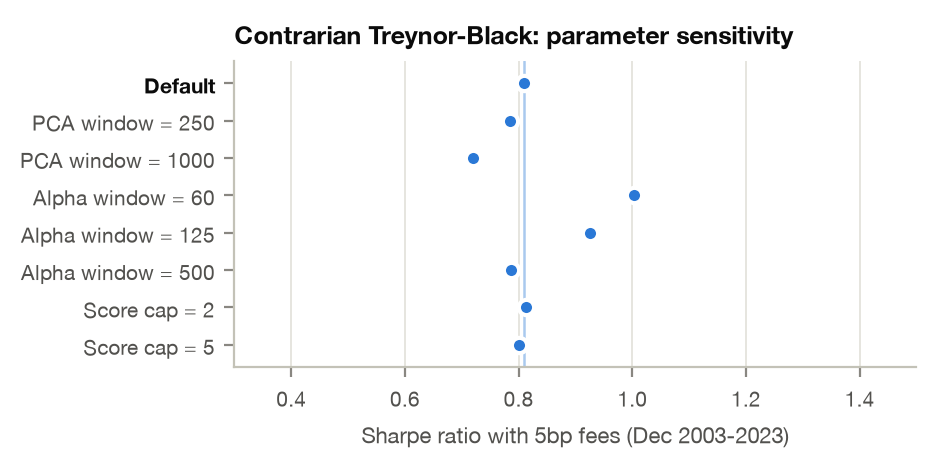 Contrarian Treynor-Black: parameter sensitivity
Default
PCA window = 250
PCA window = 1000
Alpha window = 60
Alpha window = 125
Alpha window = 500
Score cap = 2
Score cap = 5
0.4 0.6 0.8 1.0 1.2 1.4
Sharpe ratio with 5bp fees (Dec 2003-2023)